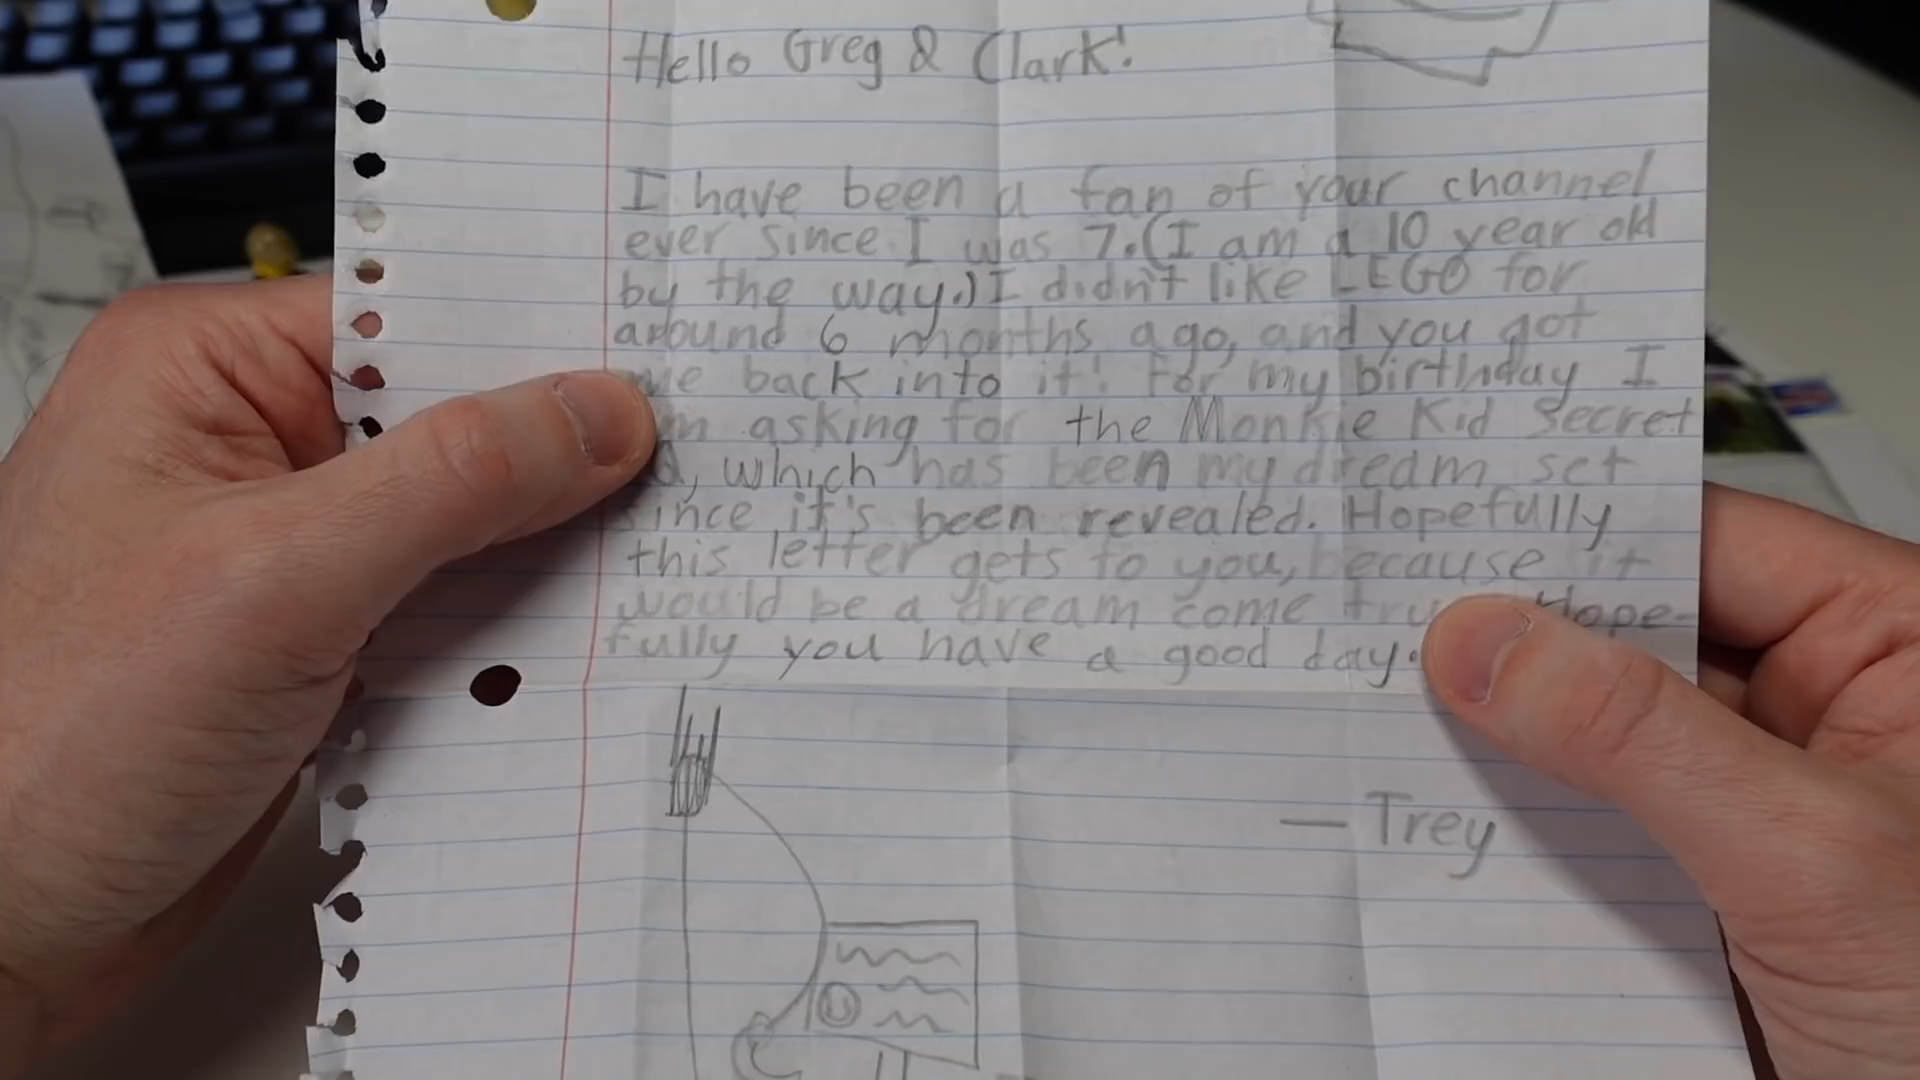 Hello Greg & Clark!
I have been a fan of your channel
ever since I was 7. (I am a 10 year old
by the way.) I didn't like LEGO for
around 6 months ago, and you got
me back into it! For my birthday I
asking for the Monkie Kid Secret
which has been my dream set
since it's been revealed. Hopefully
this letter gets to you, because it
would be a dream come Hope-
fully you have a good day.
— Trey